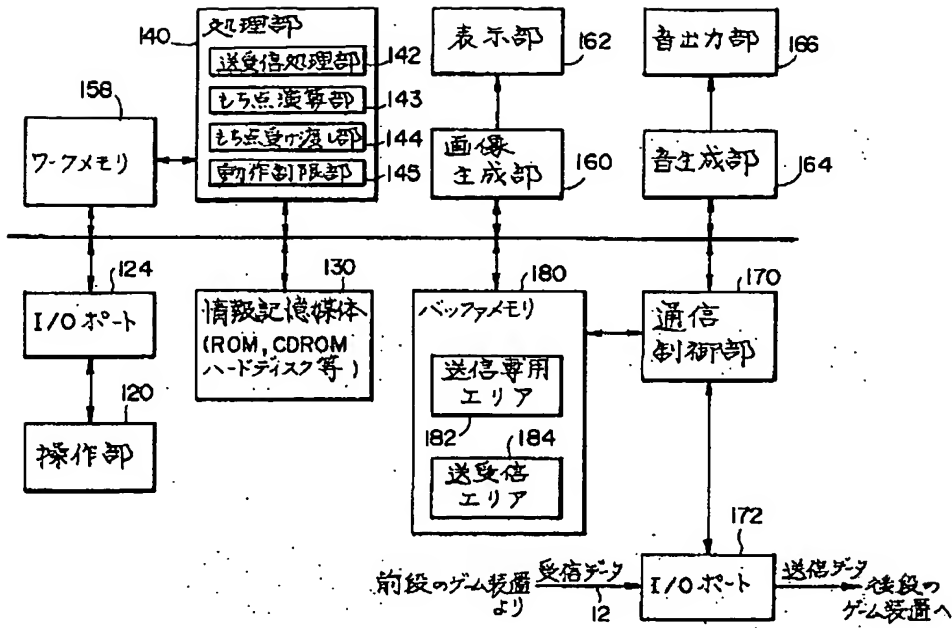 処理部
140
送受信処理部
142
もち点演算部
143
もち点受け渡し部
144
動作制限部
145
表示部
162
画像
生成部
160
音出力部
166
音生成部
164
158
ワークメモリ
124
I/Oポート
120
操作部
130
情報記憶媒体
(ROM, CDROM
ハードディスク等)
180
バッファメモリ
送信専用
エリア
182
184
送受信
エリア
170
通信
制御部
172
I/Oポート
前段のゲーム装置
より
受信データ
12
送信データ
後段の
ゲーム装置へ